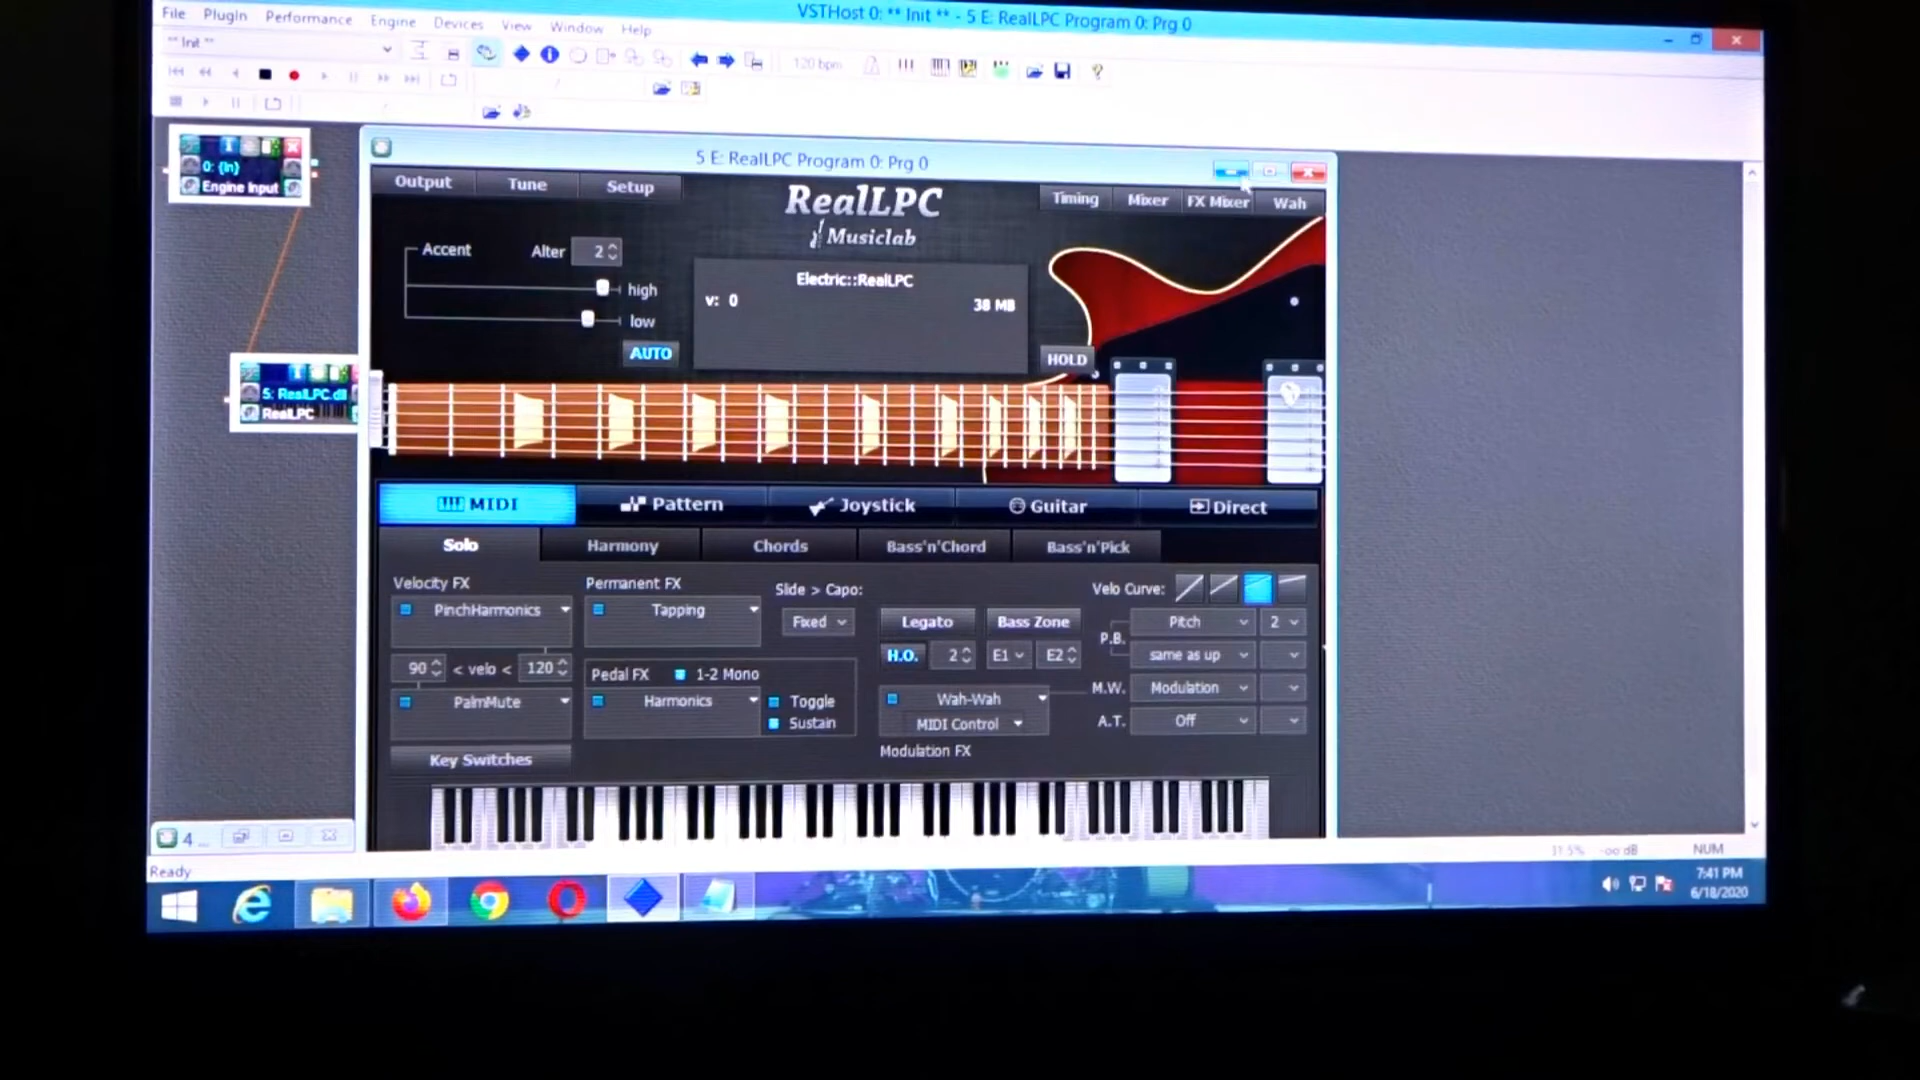 VSTHost 0: ** Init ** - 5 E: RealLPC Program 0: Prg 0
File PlugIn Performance Engine Devices View Window Help
** Init **
120 bpm
0: {In}
Engine Input
5: RealLPC.dll
RealLPC
5 E: RealLPC Program 0: Prg 0
Output Tune Setup
RealLPC
Musiclab
Timing Mixer FX Mixer Wah
Accent Alter 2
high
low
AUTO
Electric::RealLPC
v: 0 38 MB
HOLD
MIDI Pattern Joystick Guitar Direct
Solo Harmony Chords Bass'n'Chord Bass'n'Pick
Velocity FX Permanent FX Slide > Capo: Velo Curve:
PinchHarmonics Tapping Fixed Legato Bass Zone Pitch 2
P.B.
90 < velo < 120 H.O. 2 E1 E2 same as up
Pedal FX 1-2 Mono
PalmMute Harmonics Toggle Wah-Wah M.W. Modulation
Sustain MIDI Control A.T. Off
Key Switches Modulation FX
4 ...
Ready 31.5% -oo dB NUM
7:41 PM
6/18/2020